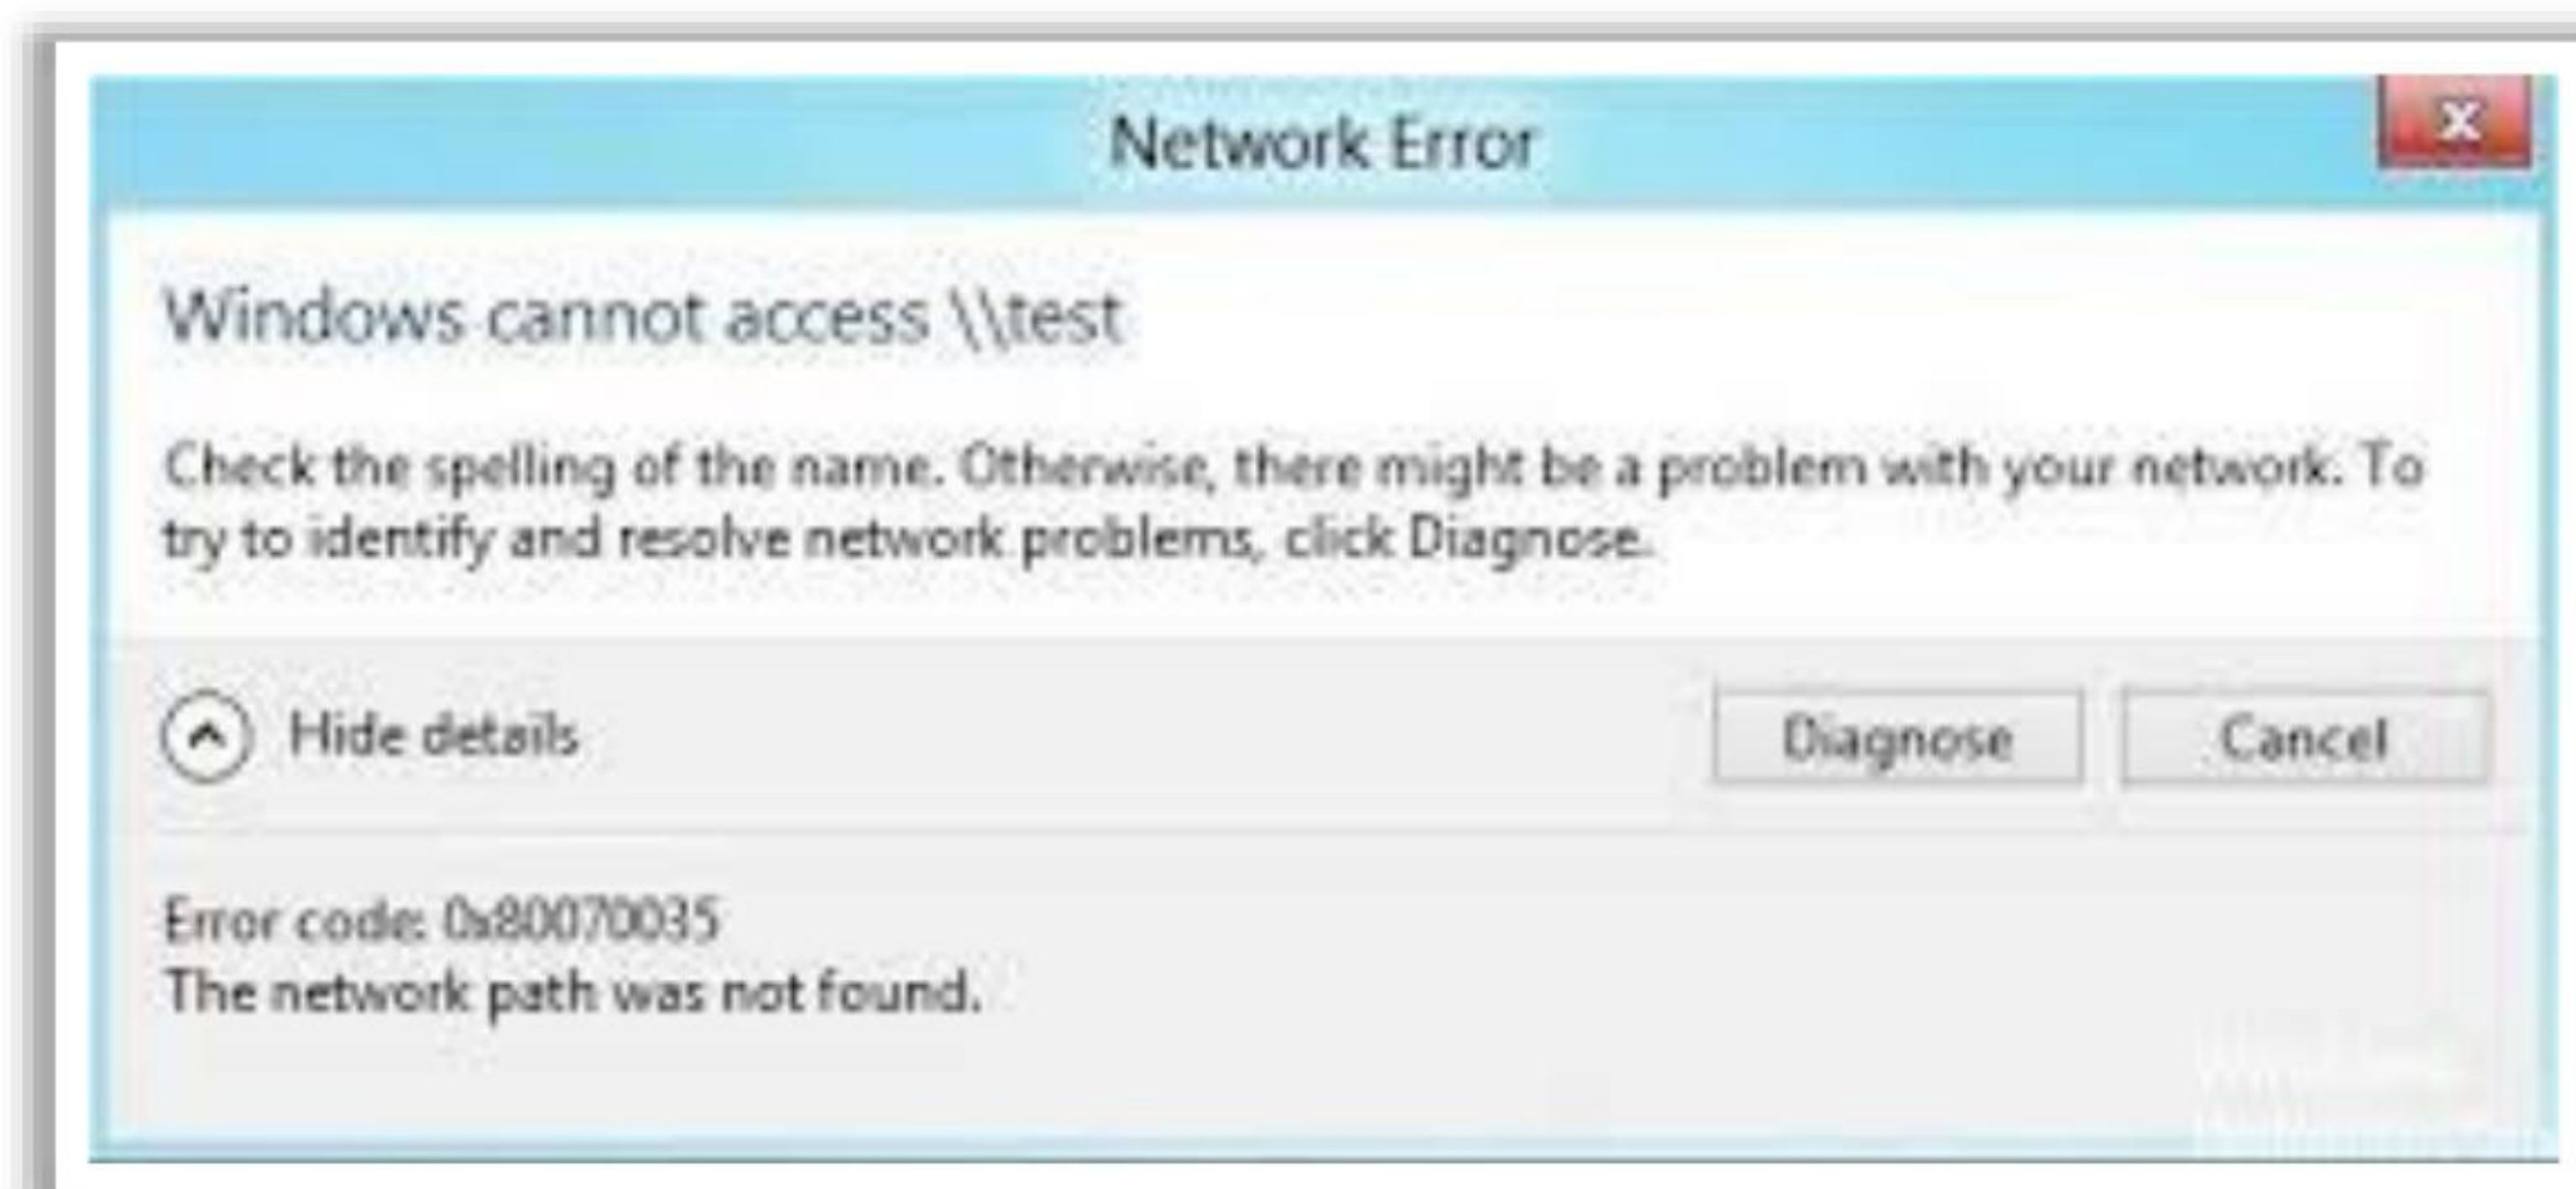 Network Error
x
Windows cannot access \\test
Check the spelling of the name. Otherwise, there might be a problem with your network. To
try to identify and resolve network problems, click Diagnose.
Hide details
Diagnose
Cancel
Error code: 0x80070035
The network path was not found.